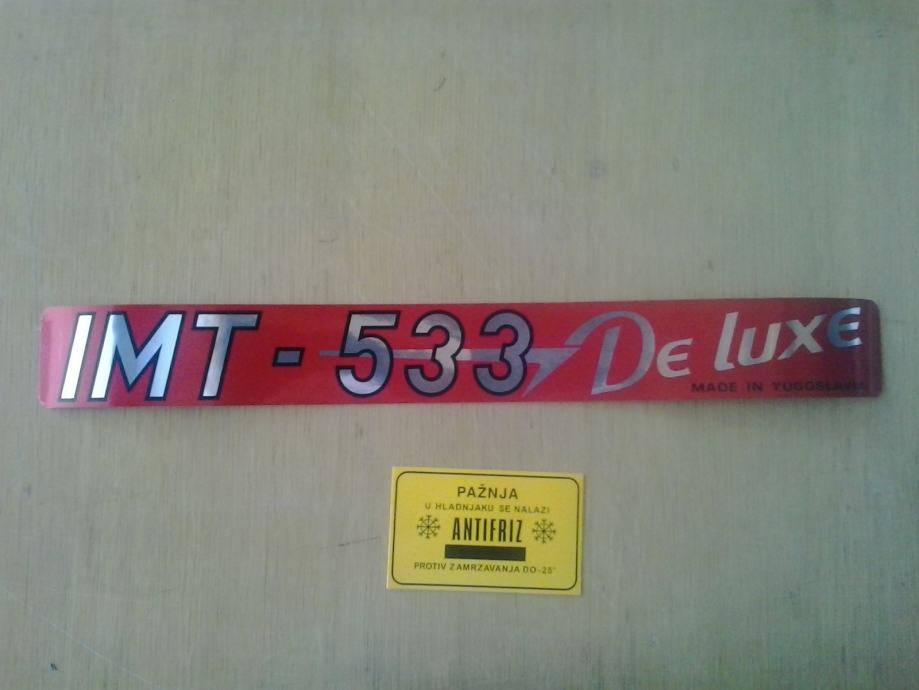 IMT - 533 De luxe
MADE IN YUGOSLAVIA
PAŽNJA
U HLADNJAKU SE NALAZI
ANTIFRIZ
PROTIV ZAMRZAVANJA DO-25°